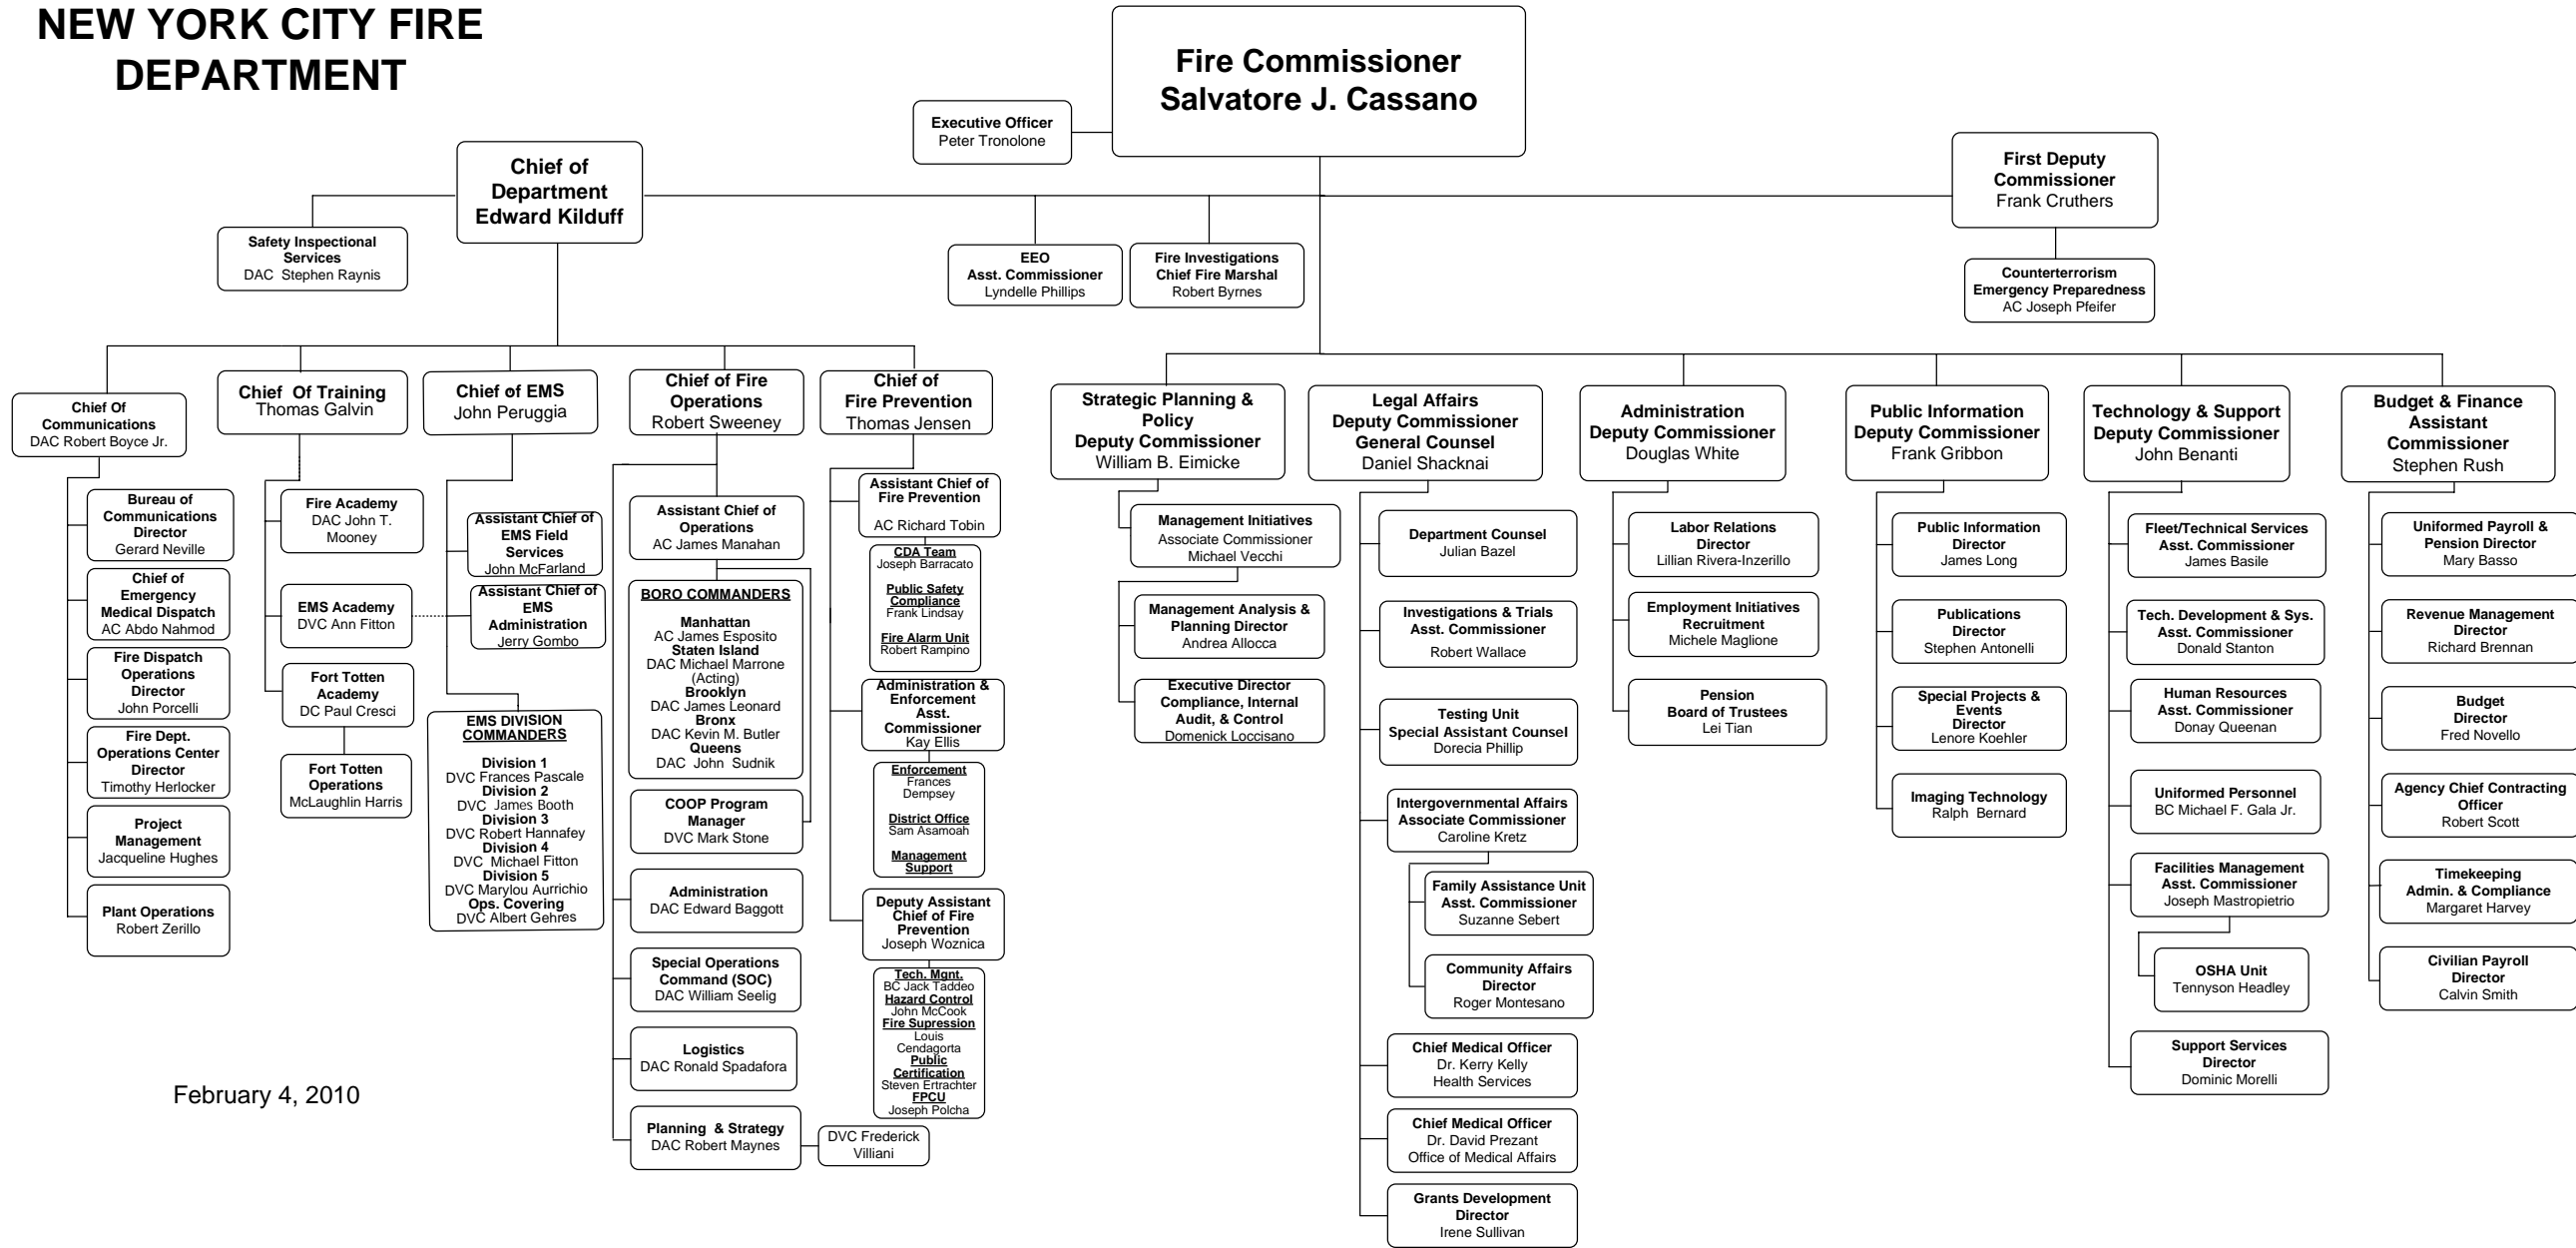 NEW YORK CITY FIRE
DEPARTMENT
Fire Commissioner
Salvatore J. Cassano
Executive Officer
Peter Tronolone
Chief of
Department
Edward Kilduff
First Deputy
Commissioner
Frank Cruthers
Safety Inspectional
Services
DAC Stephen Raynis
EEO
Asst. Commissioner
Lyndelle Phillips
Fire Investigations
Chief Fire Marshal
Robert Byrnes
Counterterrorism
Emergency Preparedness
AC Joseph Pfeifer
Chief Of
Communications
DAC Robert Boyce Jr.
Bureau of
Communications
Director
Gerard Neville
Chief of
Emergency
Medical Dispatch
AC Abdo Nahmod
Fire Dispatch
Operations
Director
John Porcelli
Fire Dept.
Operations Center
Director
Timothy Herlocker
Project
Management
Jacqueline Hughes
Plant Operations
Robert Zerillo
Chief Of Training
Thomas Galvin
Fire Academy
DAC John T.
Mooney
EMS Academy
DVC Ann Fitton
Fort Totten
Academy
DC Paul Cresci
Fort Totten
Operations
McLaughlin Harris
Chief of EMS
John Peruggia
Assistant Chief of
EMS Field
Services
John McFarland
Assistant Chief of
EMS
Administration
Jerry Gombo
EMS DIVISION
COMMANDERS
Division 1
DVC Frances Pascale
Division 2
DVC James Booth
Division 3
DVC Robert Hannafey
Division 4
DVC Michael Fitton
Division 5
DVC Marylou Aurrichio
Ops. Covering
DVC Albert Gehres
Chief of Fire
Operations
Robert Sweeney
Assistant Chief of
Operations
AC James Manahan
BORO COMMANDERS
Manhattan
AC James Esposito
Staten Island
DAC Michael Marrone
(Acting)
Brooklyn
DAC James Leonard
Bronx
DAC Kevin M. Butler
Queens
DAC John Sudnik
COOP Program
Manager
DVC Mark Stone
Administration
DAC Edward Baggott
Special Operations
Command (SOC)
DAC William Seelig
Logistics
DAC Ronald Spadafora
Planning & Strategy
DAC Robert Maynes
DVC Frederick
Villiani
Chief of
Fire Prevention
Thomas Jensen
Assistant Chief of
Fire Prevention
AC Richard Tobin
CDA Team
Joseph Barracato
Public Safety
Compliance
Frank Lindsay
Fire Alarm Unit
Robert Rampino
Administration &
Enforcement
Asst.
Commissioner
Kay Ellis
Enforcement
Frances
Dempsey
District Office
Sam Asamoah
Management
Support
Deputy Assistant
Chief of Fire
Prevention
Joseph Woznica
Tech. Mgnt.
BC Jack Taddeo
Hazard Control
John McCook
Fire Supression
Louis
Cendagorta
Public
Certification
Steven Ertrachter
FPCU
Joseph Polcha
Strategic Planning &
Policy
Deputy Commissioner
William B. Eimicke
Management Initiatives
Associate Commissioner
Michael Vecchi
Management Analysis &
Planning Director
Andrea Allocca
Executive Director
Compliance, Internal
Audit, & Control
Domenick Loccisano
Legal Affairs
Deputy Commissioner
General Counsel
Daniel Shacknai
Department Counsel
Julian Bazel
Investigations & Trials
Asst. Commissioner
Robert Wallace
Testing Unit
Special Assistant Counsel
Dorecia Phillip
Intergovernmental Affairs
Associate Commissioner
Caroline Kretz
Family Assistance Unit
Asst. Commissioner
Suzanne Sebert
Community Affairs
Director
Roger Montesano
Chief Medical Officer
Dr. Kerry Kelly
Health Services
Chief Medical Officer
Dr. David Prezant
Office of Medical Affairs
Grants Development
Director
Irene Sullivan
Administration
Deputy Commissioner
Douglas White
Labor Relations
Director
Lillian Rivera-Inzerillo
Employment Initiatives
Recruitment
Michele Maglione
Pension
Board of Trustees
Lei Tian
Public Information
Deputy Commissioner
Frank Gribbon
Public Information
Director
James Long
Publications
Director
Stephen Antonelli
Special Projects &
Events
Director
Lenore Koehler
Imaging Technology
Ralph Bernard
Technology & Support
Deputy Commissioner
John Benanti
Fleet/Technical Services
Asst. Commissioner
James Basile
Tech. Development & Sys.
Asst. Commissioner
Donald Stanton
Human Resources
Asst. Commissioner
Donay Queenan
Uniformed Personnel
BC Michael F. Gala Jr.
Facilities Management
Asst. Commissioner
Joseph Mastropietrio
OSHA Unit
Tennyson Headley
Support Services
Director
Dominic Morelli
Budget & Finance
Assistant
Commissioner
Stephen Rush
Uniformed Payroll &
Pension Director
Mary Basso
Revenue Management
Director
Richard Brennan
Budget
Director
Fred Novello
Agency Chief Contracting
Officer
Robert Scott
Timekeeping
Admin. & Compliance
Margaret Harvey
Civilian Payroll
Director
Calvin Smith
February 4, 2010